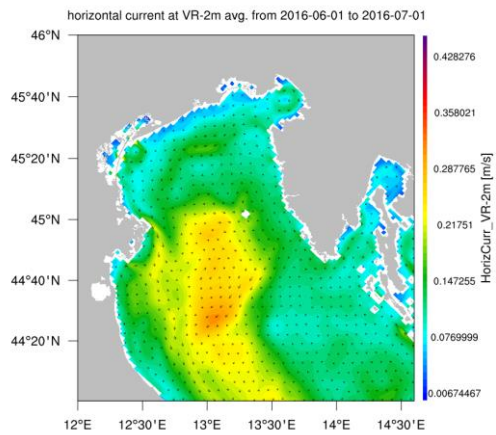 horizontal current at VR-2m avg. from 2016-06-01 to 2016-07-01
46°N
45°40'N
45°20'N
45°N
44°40'N
44°20'N
12°E
12°30'E
13°E
13°30'E
14°E
14°30'E
0.428276
0.358021
0.287765
0.21751
0.147255
0.0769999
0.00674467
HorizCurr_VR-2m [m/s]